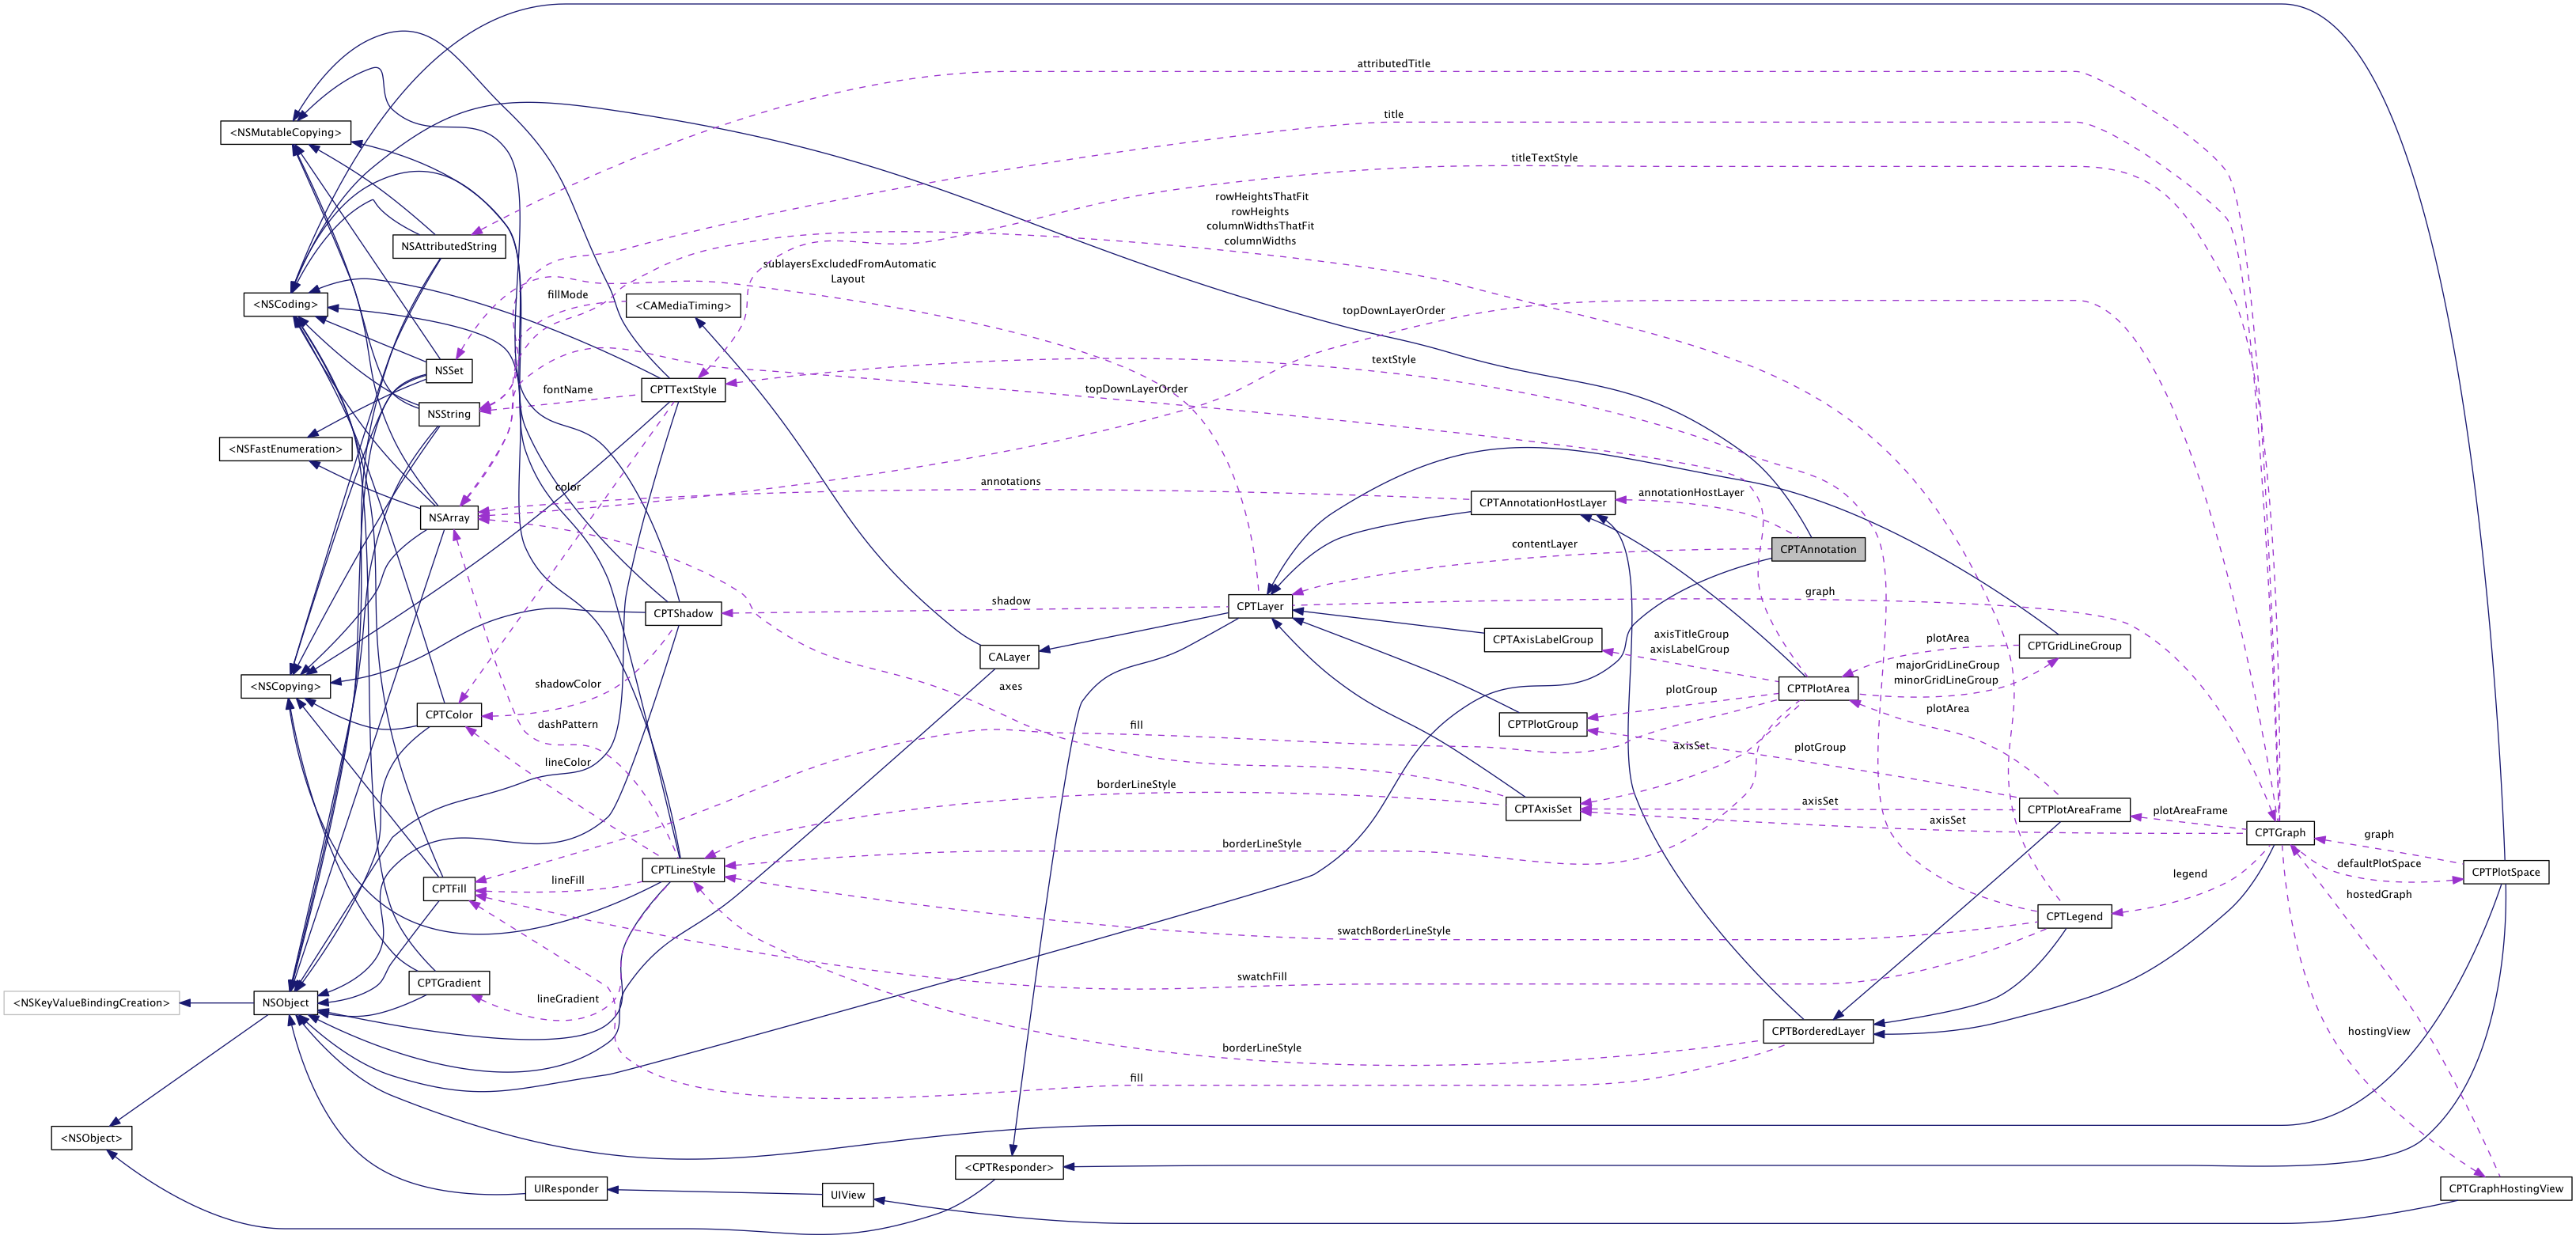 attributedTitle
title
<NSMutableCopying>
titleTextStyle
rowHeightsThatFit
rowHeights
columnWidthsThatFit
columnWidths
NSAttributedString
sublayersExcludedFromAutomatic
Layout
fillMode
<CAMediaTiming>
<NSCoding>
topDownLayerOrder
textStyle
NSSet
fontName
CPTTextStyle
topDownLayerOrder
NSString
<NSFastEnumeration>
color
annotations
CPTAnnotationHostLayer
annotationHostLayer
NSArray
contentLayer
CPTAnnotation
shadow
CPTLayer
graph
CPTShadow
CPTAxisLabelGroup
axisTitleGroup
axisLabelGroup
plotArea
CPTGridLineGroup
CALayer
majorGridLineGroup
minorGridLineGroup
<NSCopying>
shadowColor
axes
plotGroup
CPTPlotArea
plotArea
CPTColor
dashPattern
fill
CPTPlotGroup
axisSet
plotGroup
lineColor
borderLineStyle
CPTAxisSet
axisSet
CPTPlotAreaFrame
plotAreaFrame
axisSet
CPTGraph
graph
borderLineStyle
defaultPlotSpace
CPTLineStyle
CPTPlotSpace
lineFill
CPTFill
legend
hostedGraph
CPTLegend
swatchBorderLineStyle
swatchFill
CPTGradient
lineGradient
<NSKeyValueBindingCreation>
NSObject
CPTBorderedLayer
hostingView
borderLineStyle
fill
<NSObject>
<CPTResponder>
UIResponder
UIView
CPTGraphHostingView